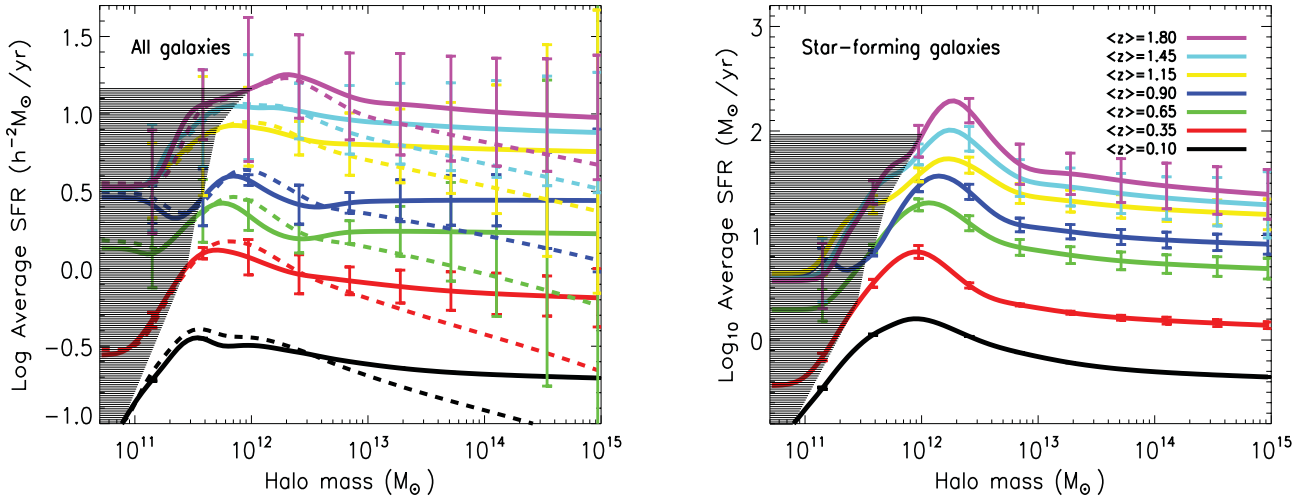 All galaxies
1.5
1.0
0.5
0.0
−0.5
−1.0
Log Average SFR (h⁻²M☉/yr)
10¹¹ 10¹² 10¹³ 10¹⁴ 10¹⁵
Halo mass (M☉)
Star-forming galaxies
<z>=1.80
<z>=1.45
<z>=1.15
<z>=0.90
<z>=0.65
<z>=0.35
<z>=0.10
3
2
1
0
Log₁₀ Average SFR (M☉/yr)
10¹¹ 10¹² 10¹³ 10¹⁴ 10¹⁵
Halo mass (M☉)